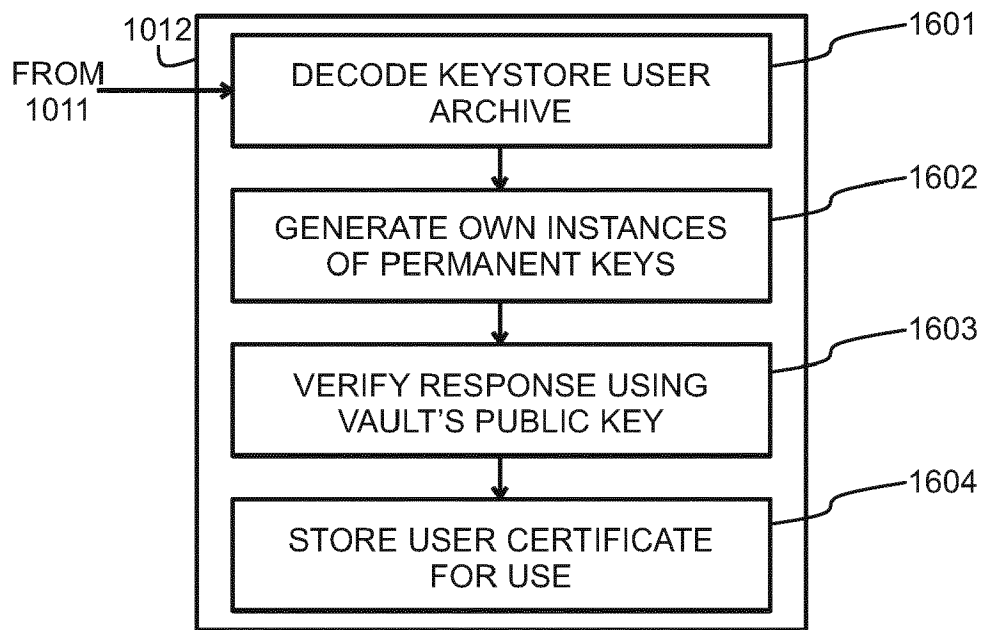 1012
FROM
1011
DECODE KEYSTORE USER
ARCHIVE
1601
GENERATE OWN INSTANCES
OF PERMANENT KEYS
1602
VERIFY RESPONSE USING
VAULT'S PUBLIC KEY
1603
STORE USER CERTIFICATE
FOR USE
1604